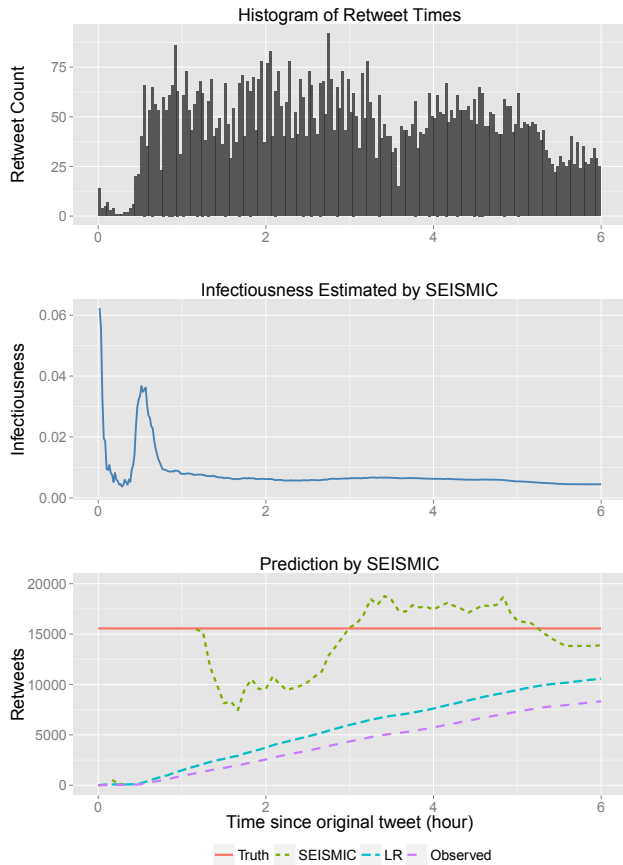 Histogram of Retweet Times
Retweet Count
75
50
25
0
0 2 4 6
Infectiousness Estimated by SEISMIC
Infectiousness
0.06
0.04
0.02
0.00
0 2 4 6
Prediction by SEISMIC
Retweets
20000
15000
10000
5000
0
0 2 4 6
Time since original tweet (hour)
Truth SEISMIC LR Observed